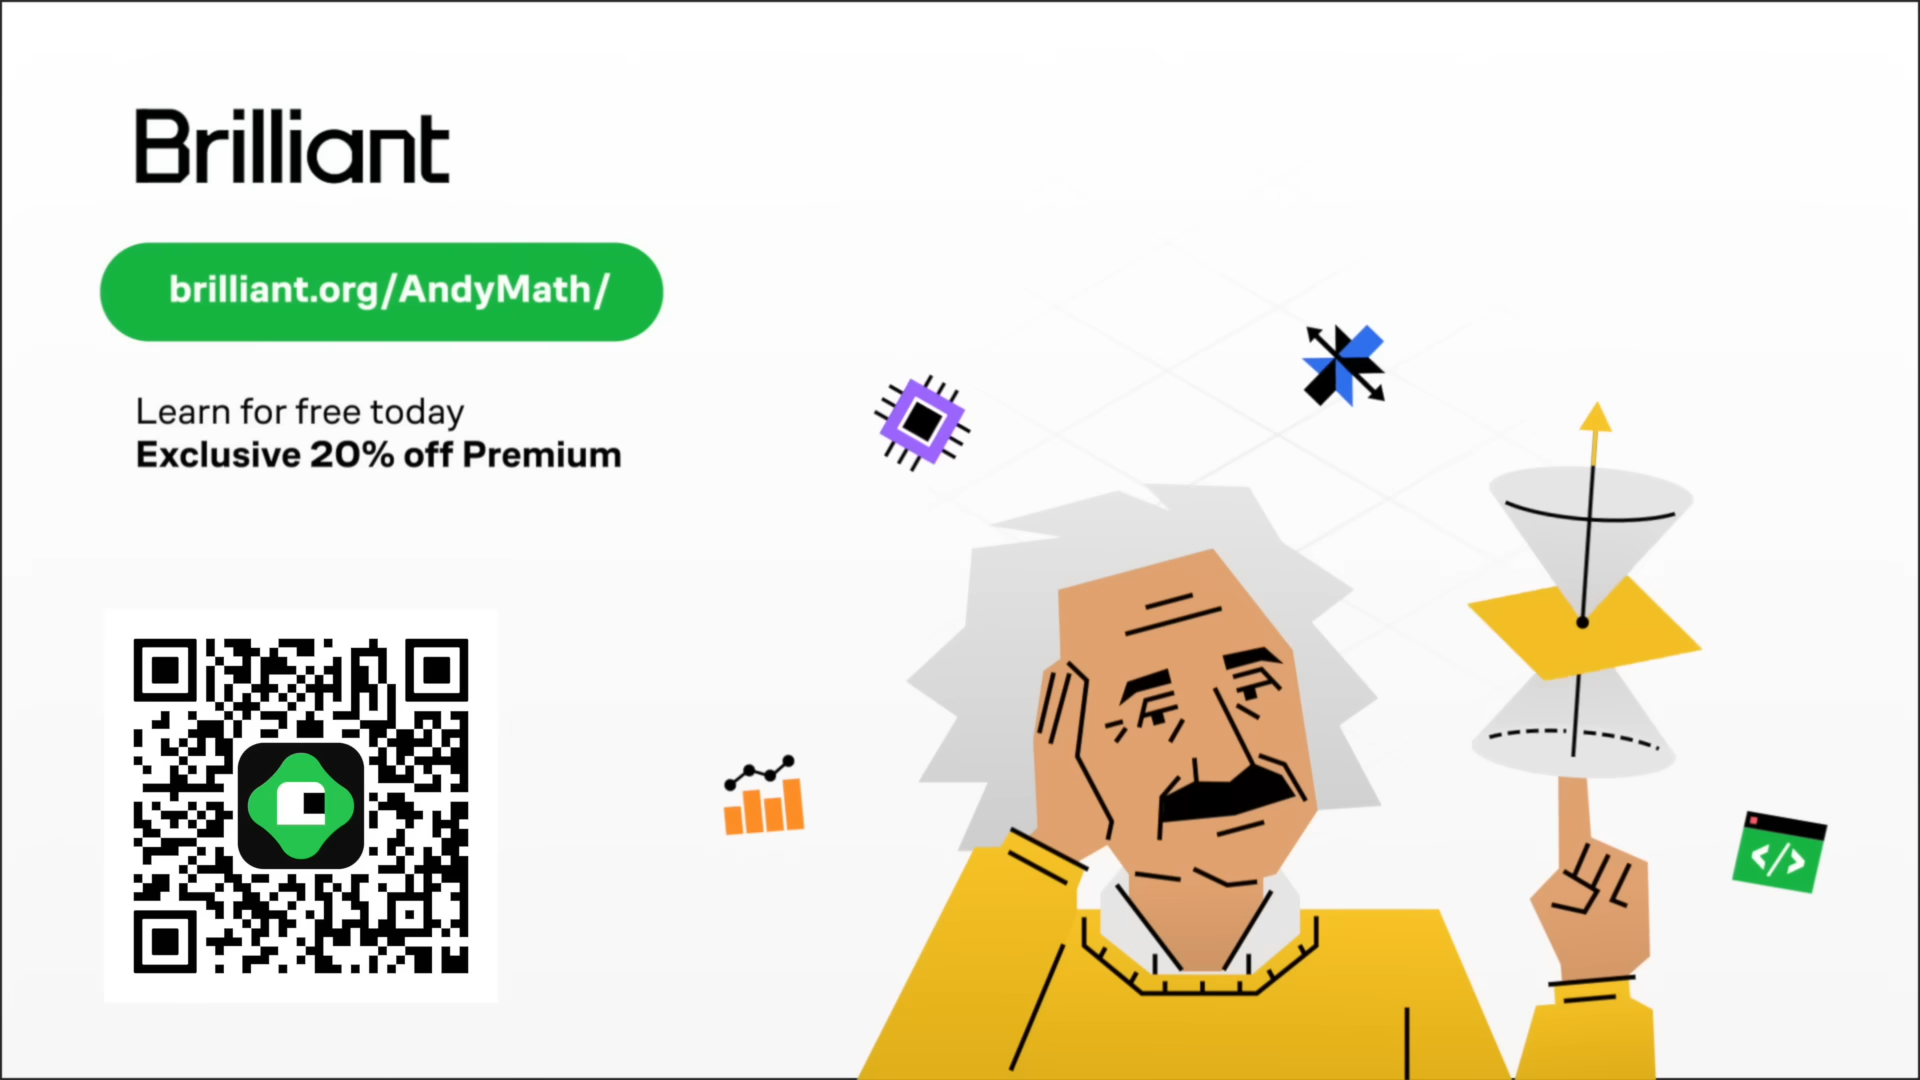 Brilliant
brilliant.org/AndyMath/
Learn for free today
Exclusive 20% off Premium
</>